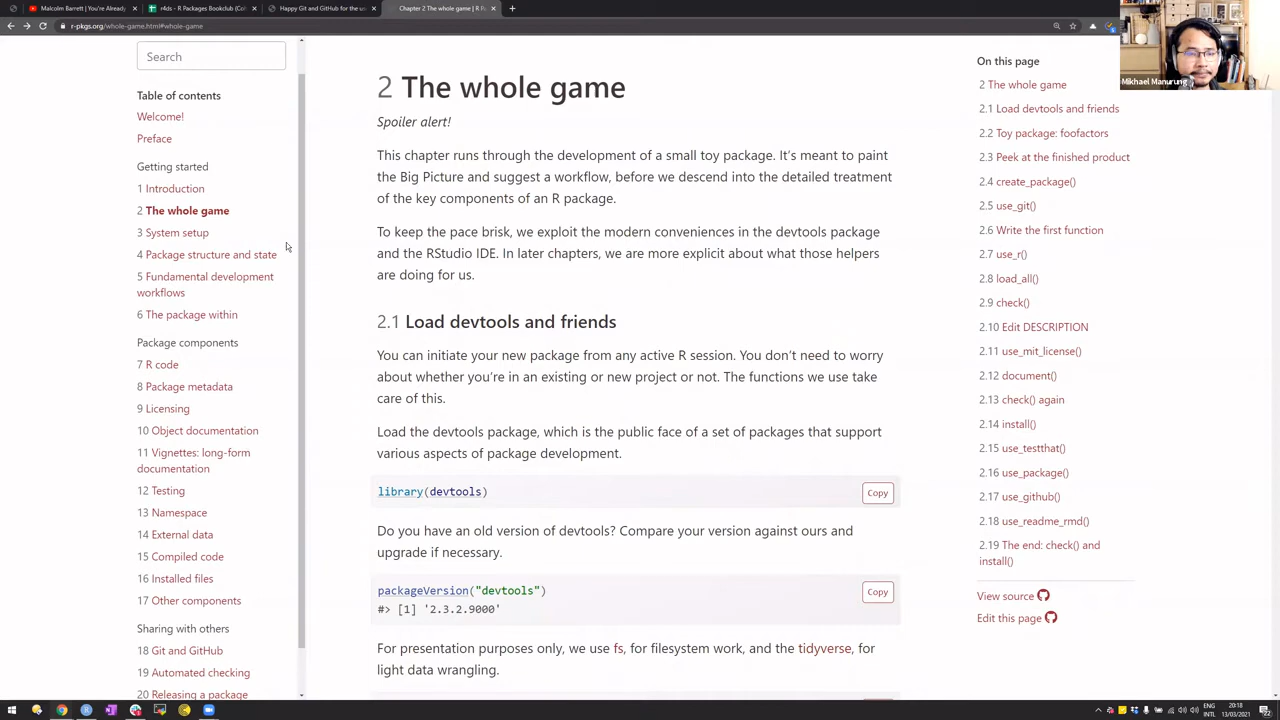 Malcolm Barrett | You're Already
r4ds - R Packages Bookclub (Coh
Happy Git and GitHub for the us
Chapter 2 The whole game | R Pa
r-pkgs.org/whole-game.html#whole-game
Mikhael Manurung
Search
Table of contents
Welcome!
Preface
Getting started
1 Introduction
2 The whole game
3 System setup
4 Package structure and state
5 Fundamental development
workflows
6 The package within
Package components
7 R code
8 Package metadata
9 Licensing
10 Object documentation
11 Vignettes: long-form
documentation
12 Testing
13 Namespace
14 External data
15 Compiled code
16 Installed files
17 Other components
Sharing with others
18 Git and GitHub
19 Automated checking
20 Releasing a package
2 The whole game
Spoiler alert!
This chapter runs through the development of a small toy package. It's meant to paint
the Big Picture and suggest a workflow, before we descend into the detailed treatment
of the key components of an R package.
To keep the pace brisk, we exploit the modern conveniences in the devtools package
and the RStudio IDE. In later chapters, we are more explicit about what those helpers
are doing for us.
2.1 Load devtools and friends
You can initiate your new package from any active R session. You don't need to worry
about whether you're in an existing or new project or not. The functions we use take
care of this.
Load the devtools package, which is the public face of a set of packages that support
various aspects of package development.
library(devtools)
Copy
Do you have an old version of devtools? Compare your version against ours and
upgrade if necessary.
packageVersion("devtools")
#> [1] '2.3.2.9000'
Copy
For presentation purposes only, we use fs, for filesystem work, and the tidyverse, for
light data wrangling.
On this page
2 The whole game
2.1 Load devtools and friends
2.2 Toy package: foofactors
2.3 Peek at the finished product
2.4 create_package()
2.5 use_git()
2.6 Write the first function
2.7 use_r()
2.8 load_all()
2.9 check()
2.10 Edit DESCRIPTION
2.11 use_mit_license()
2.12 document()
2.13 check() again
2.14 install()
2.15 use_testthat()
2.16 use_package()
2.17 use_github()
2.18 use_readme_rmd()
2.19 The end: check() and
install()
View source
Edit this page
ENG
INTL
20:18
13/03/2021